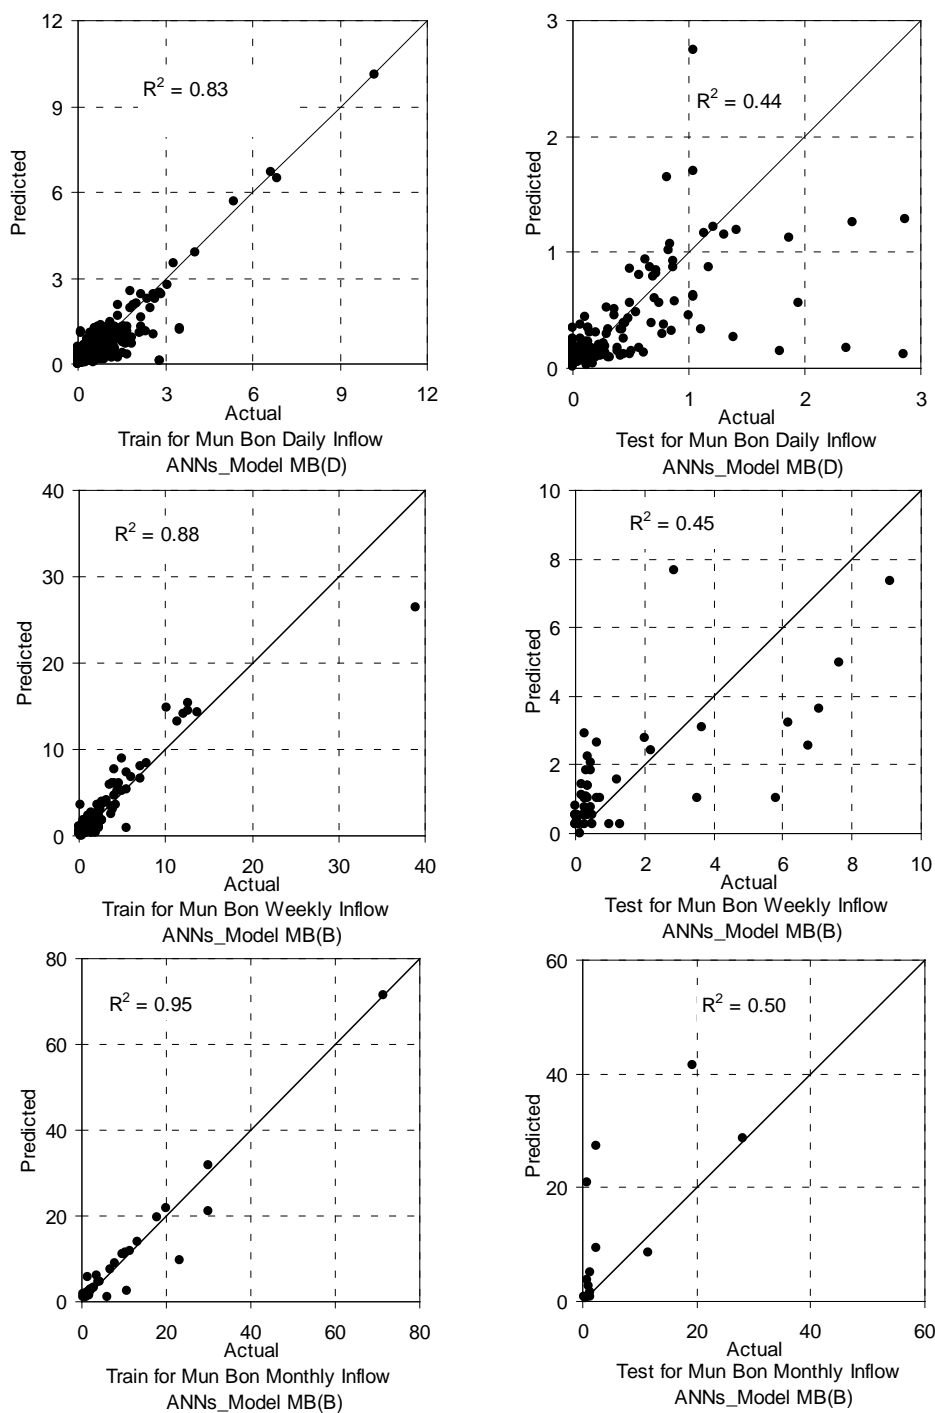 12
9
6
3
0
Predicted
R² = 0.83
0 3 6 9 12
Actual
Train for Mun Bon Daily Inflow
ANNs_Model MB(D)
3
2
1
0
Predicted
R² = 0.44
0 1 2 3
Actual
Test for Mun Bon Daily Inflow
ANNs_Model MB(D)
40
30
20
10
0
Predicted
R² = 0.88
0 10 20 30 40
Actual
Train for Mun Bon Weekly Inflow
ANNs_Model MB(B)
10
8
6
4
2
0
Predicted
R² = 0.45
0 2 4 6 8 10
Actual
Test for Mun Bon Weekly Inflow
ANNs_Model MB(B)
80
60
40
20
0
Predicted
R² = 0.95
0 20 40 60 80
Actual
Train for Mun Bon Monthly Inflow
ANNs_Model MB(B)
60
40
20
0
Predicted
R² = 0.50
0 20 40 60
Actual
Test for Mun Bon Monthly Inflow
ANNs_Model MB(B)